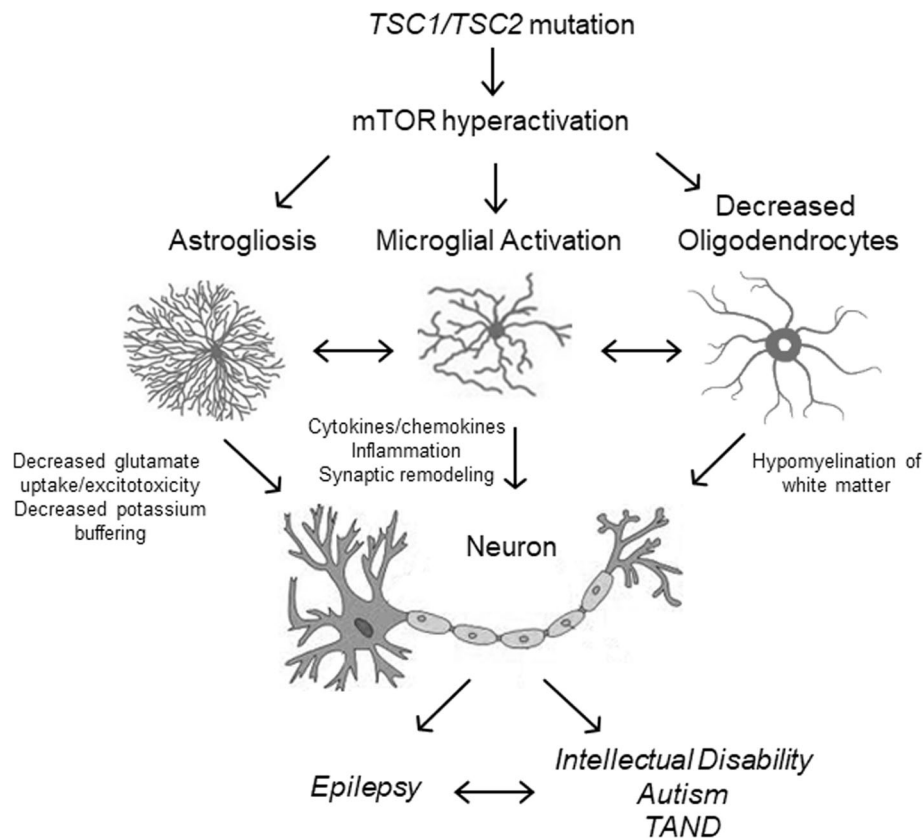 TSC1/TSC2 mutation
mTOR hyperactivation
Astrogliosis
Microglial Activation
Decreased
Oligodendrocytes
Decreased glutamate
uptake/excitotoxicity
Decreased potassium
buffering
Cytokines/chemokines
Inflammation
Synaptic remodeling
Hypomyelination of
white matter
Neuron
Epilepsy
Intellectual Disability
Autism
TAND